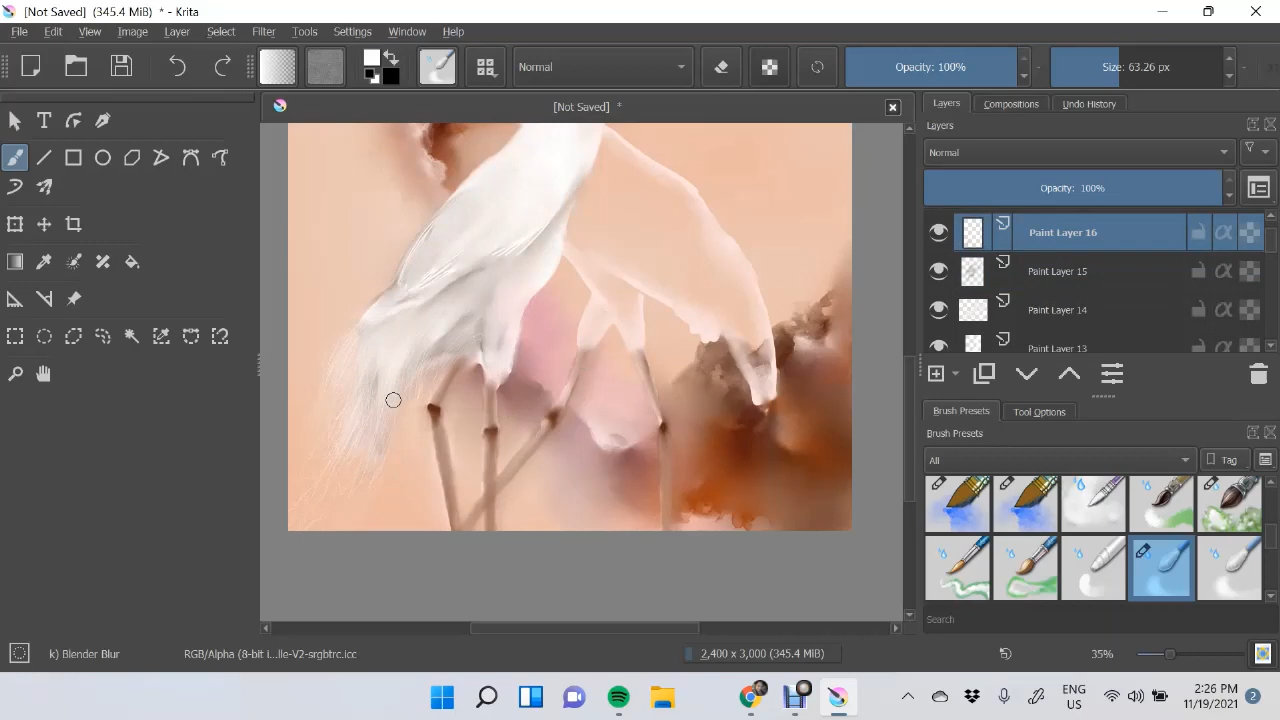 [Not Saved]  (345.4 MiB)  * - Krita
File Edit View Image Layer Select Filter Tools Settings Window Help
Normal
Opacity: 100%
Size: 63.26 px
[Not Saved]  *
Layers Compositions Undo History
Layers
Normal
Opacity:  100%
Paint Layer 16
Paint Layer 15
Paint Layer 14
Paint Layer 13
Brush Presets Tool Options
Brush Presets
All
Tag
Search
k) Blender Blur
RGB/Alpha (8-bit i...lle-V2-srgbtrc.icc
2,400 x 3,000 (345.4 MiB)
35%
ENG
US
2:26 PM
11/19/2021
2